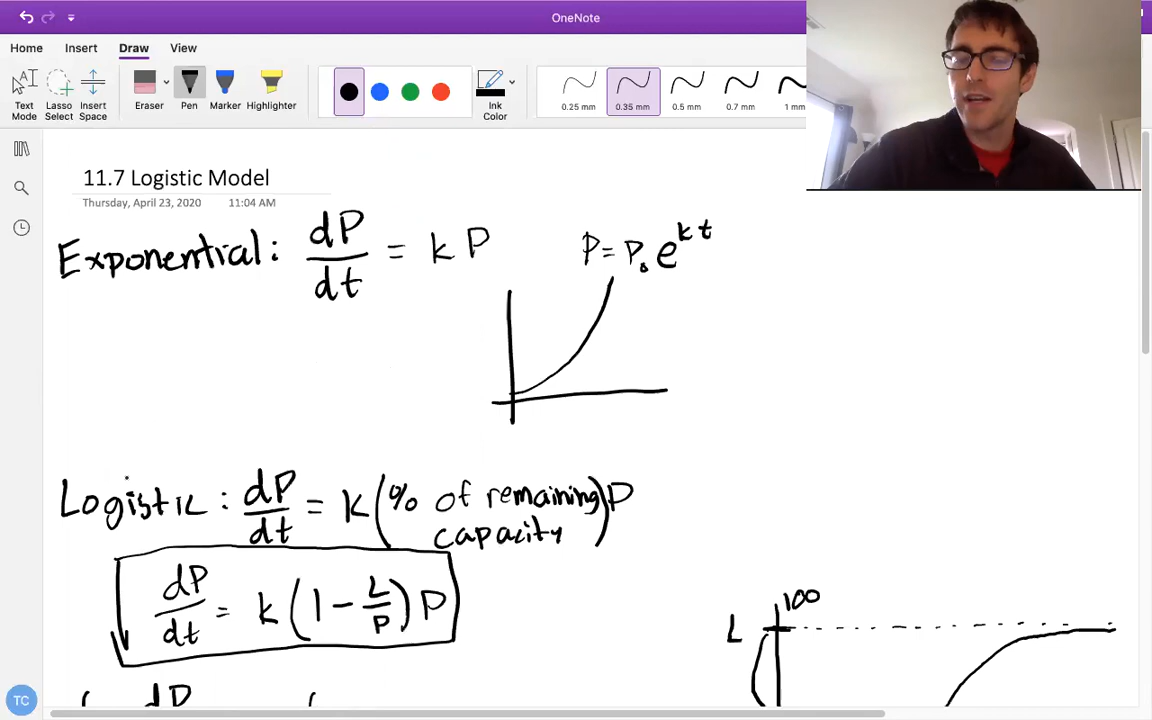 OneNote
Home Insert Draw View
Text Mode
Lasso Select
Insert Space
Eraser
Pen
Marker
Highlighter
Ink Color
0.25 mm
0.35 mm
0.5 mm
0.7 mm
1 mm
11.7 Logistic Model
Thursday, April 23, 2020 11:04 AM
Exponential: dP/dt = kP
P = P₀ e^{kt}
Logistic: dP/dt = k(% of remaining capacity)P
dP/dt = k(1 - L/P)P
100
L
dP
TC